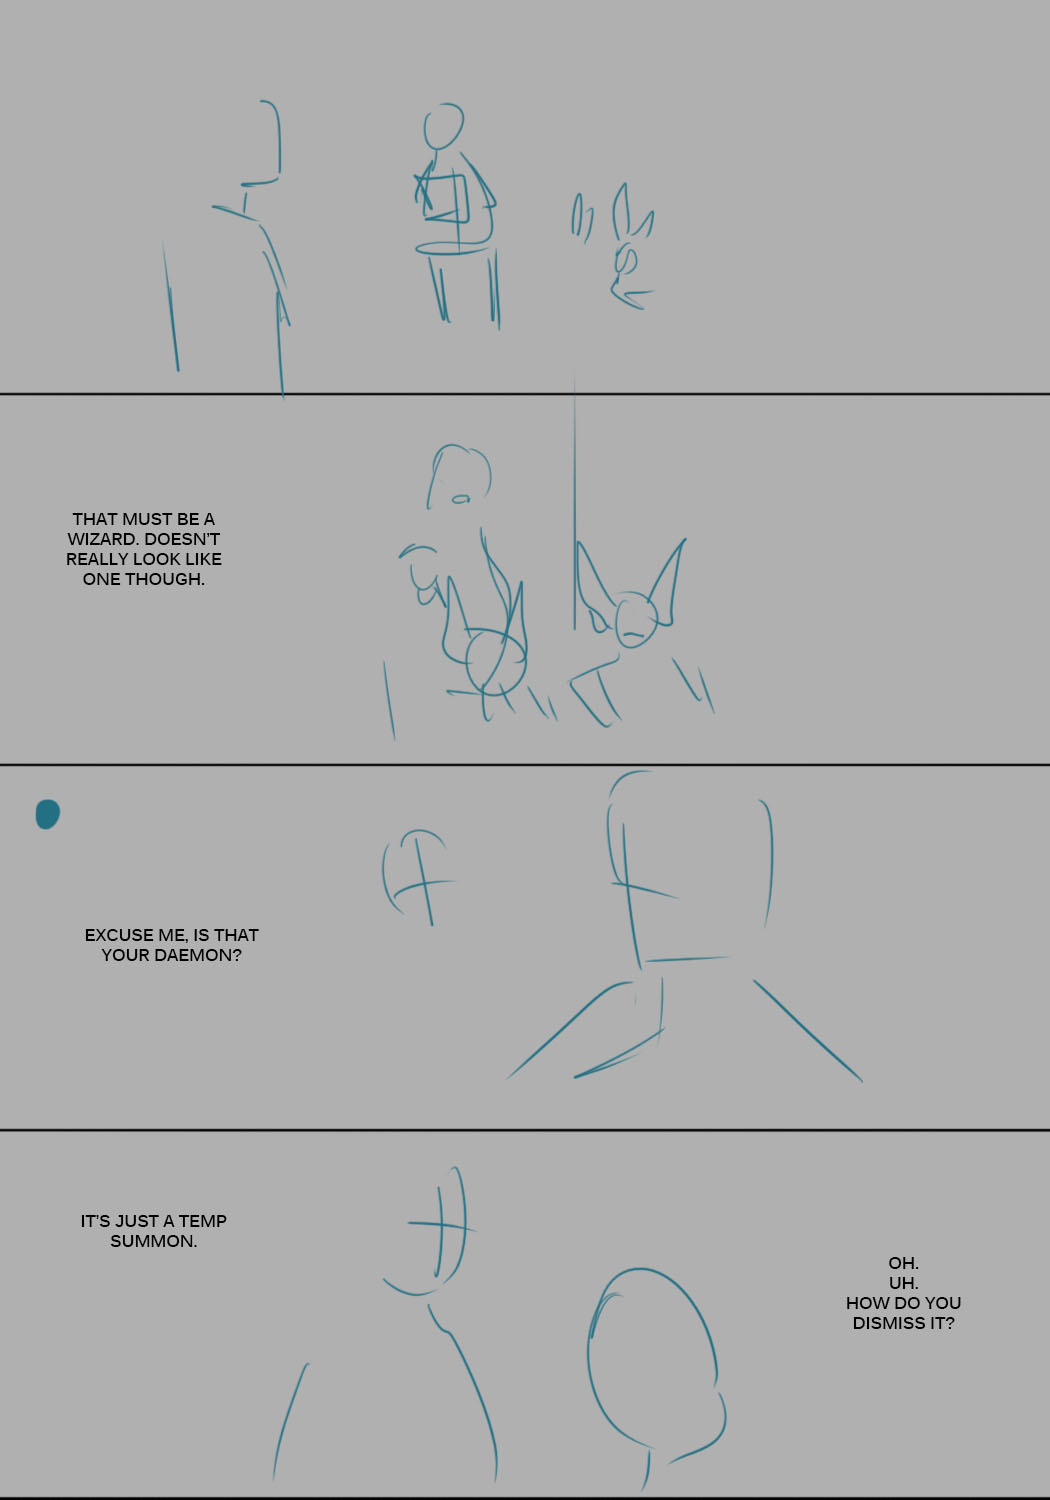 THAT MUST BE A
WIZARD. DOESN'T
REALLY LOOK LIKE
ONE THOUGH.
EXCUSE ME, IS THAT
YOUR DAEMON?
IT'S JUST A TEMP
SUMMON.
OH.
UH.
HOW DO YOU
DISMISS IT?